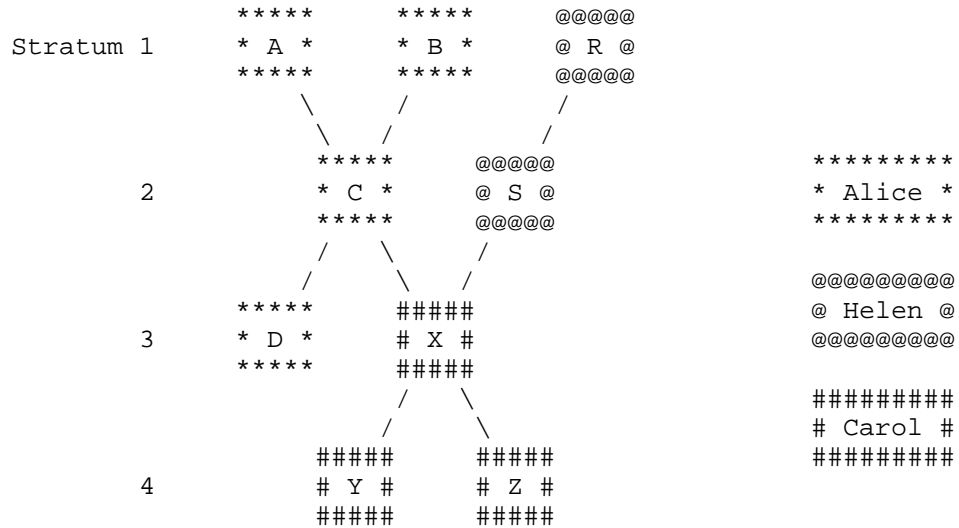 *****     *****     @@@@@
Stratum 1     * A *     * B *     @ R @
*****     *****     @@@@@
\     /         /
\   /         /
*****     @@@@@                *********
2           * C *     @ S @                * Alice *
*****     @@@@@                *********
/     \     /
/       \   /                    @@@@@@@@@
*****     #####                     @ Helen @
3     * D *     # X #                     @@@@@@@@@
*****     #####
/     \                     #########
/       \                    # Carol #
#####     #####                #########
4          # Y #     # Z #
#####     #####